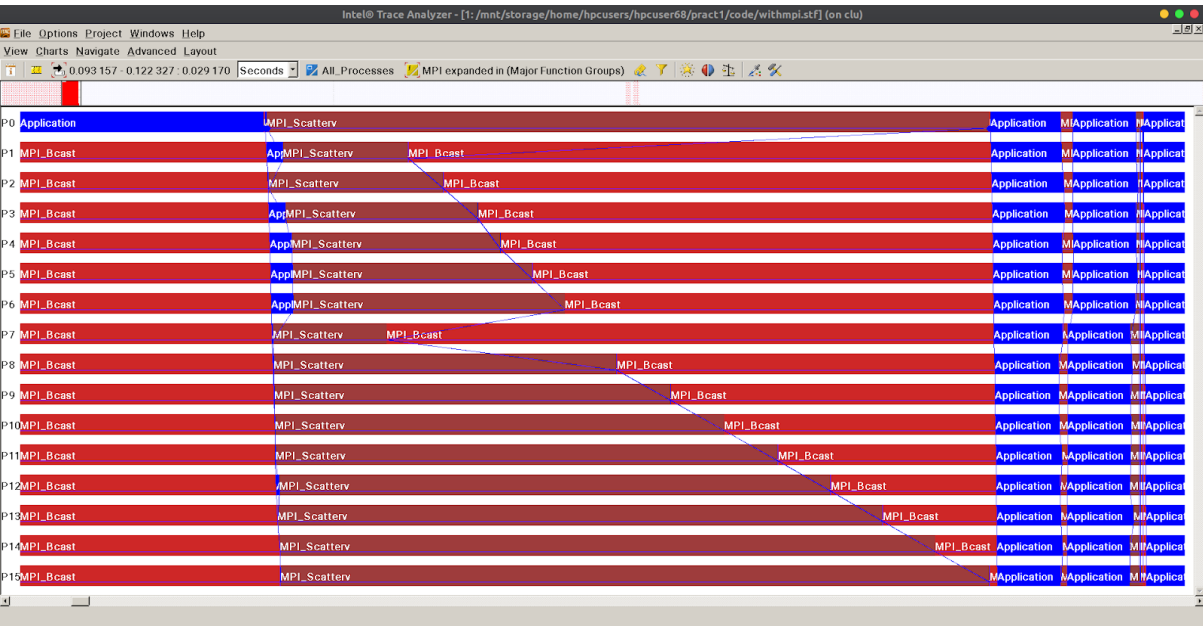 Intel® Trace Analyzer - [1: /mnt/storage/home/hpcusers/hpcuser68/pract1/code/withmpi.stf] (on clu)
File Options Project Windows Help
View Charts Navigate Advanced Layout
0.093 157 - 0.122 327 : 0.029 170 Seconds All_Processes MPI expanded in (Major Function Groups)
P0 Application MPI_Scatterv Application Application Applicat
P1 MPI_Bcast App MPI_Scatterv MPI_Bcast Application Application Applicat
P2 MPI_Bcast MPI_Scatterv MPI_Bcast Application Application Applicat
P3 MPI_Bcast App MPI_Scatterv MPI_Bcast Application Application Applicat
P4 MPI_Bcast App MPI_Scatterv MPI_Bcast Application Application Applicat
P5 MPI_Bcast Appl MPI_Scatterv MPI_Bcast Application Application Applicat
P6 MPI_Bcast App MPI_Scatterv MPI_Bcast Application Application Applicat
P7 MPI_Bcast MPI_Scatterv MPI_Bcast Application Application Applicat
P8 MPI_Bcast MPI_Scatterv MPI_Bcast Application Application Applicat
P9 MPI_Bcast MPI_Scatterv MPI_Bcast Application Application Applicat
P10 MPI_Bcast MPI_Scatterv MPI_Bcast Application Application Applicat
P11 MPI_Bcast MPI_Scatterv MPI_Bcast Application Application Applicat
P12 MPI_Bcast MPI_Scatterv MPI_Bcast Application Application Applicat
P13 MPI_Bcast MPI_Scatterv MPI_Bcast Application Application Applicat
P14 MPI_Bcast MPI_Scatterv MPI_Bcast Application Application Applicat
P15 MPI_Bcast MPI_Scatterv Application Application Applicat